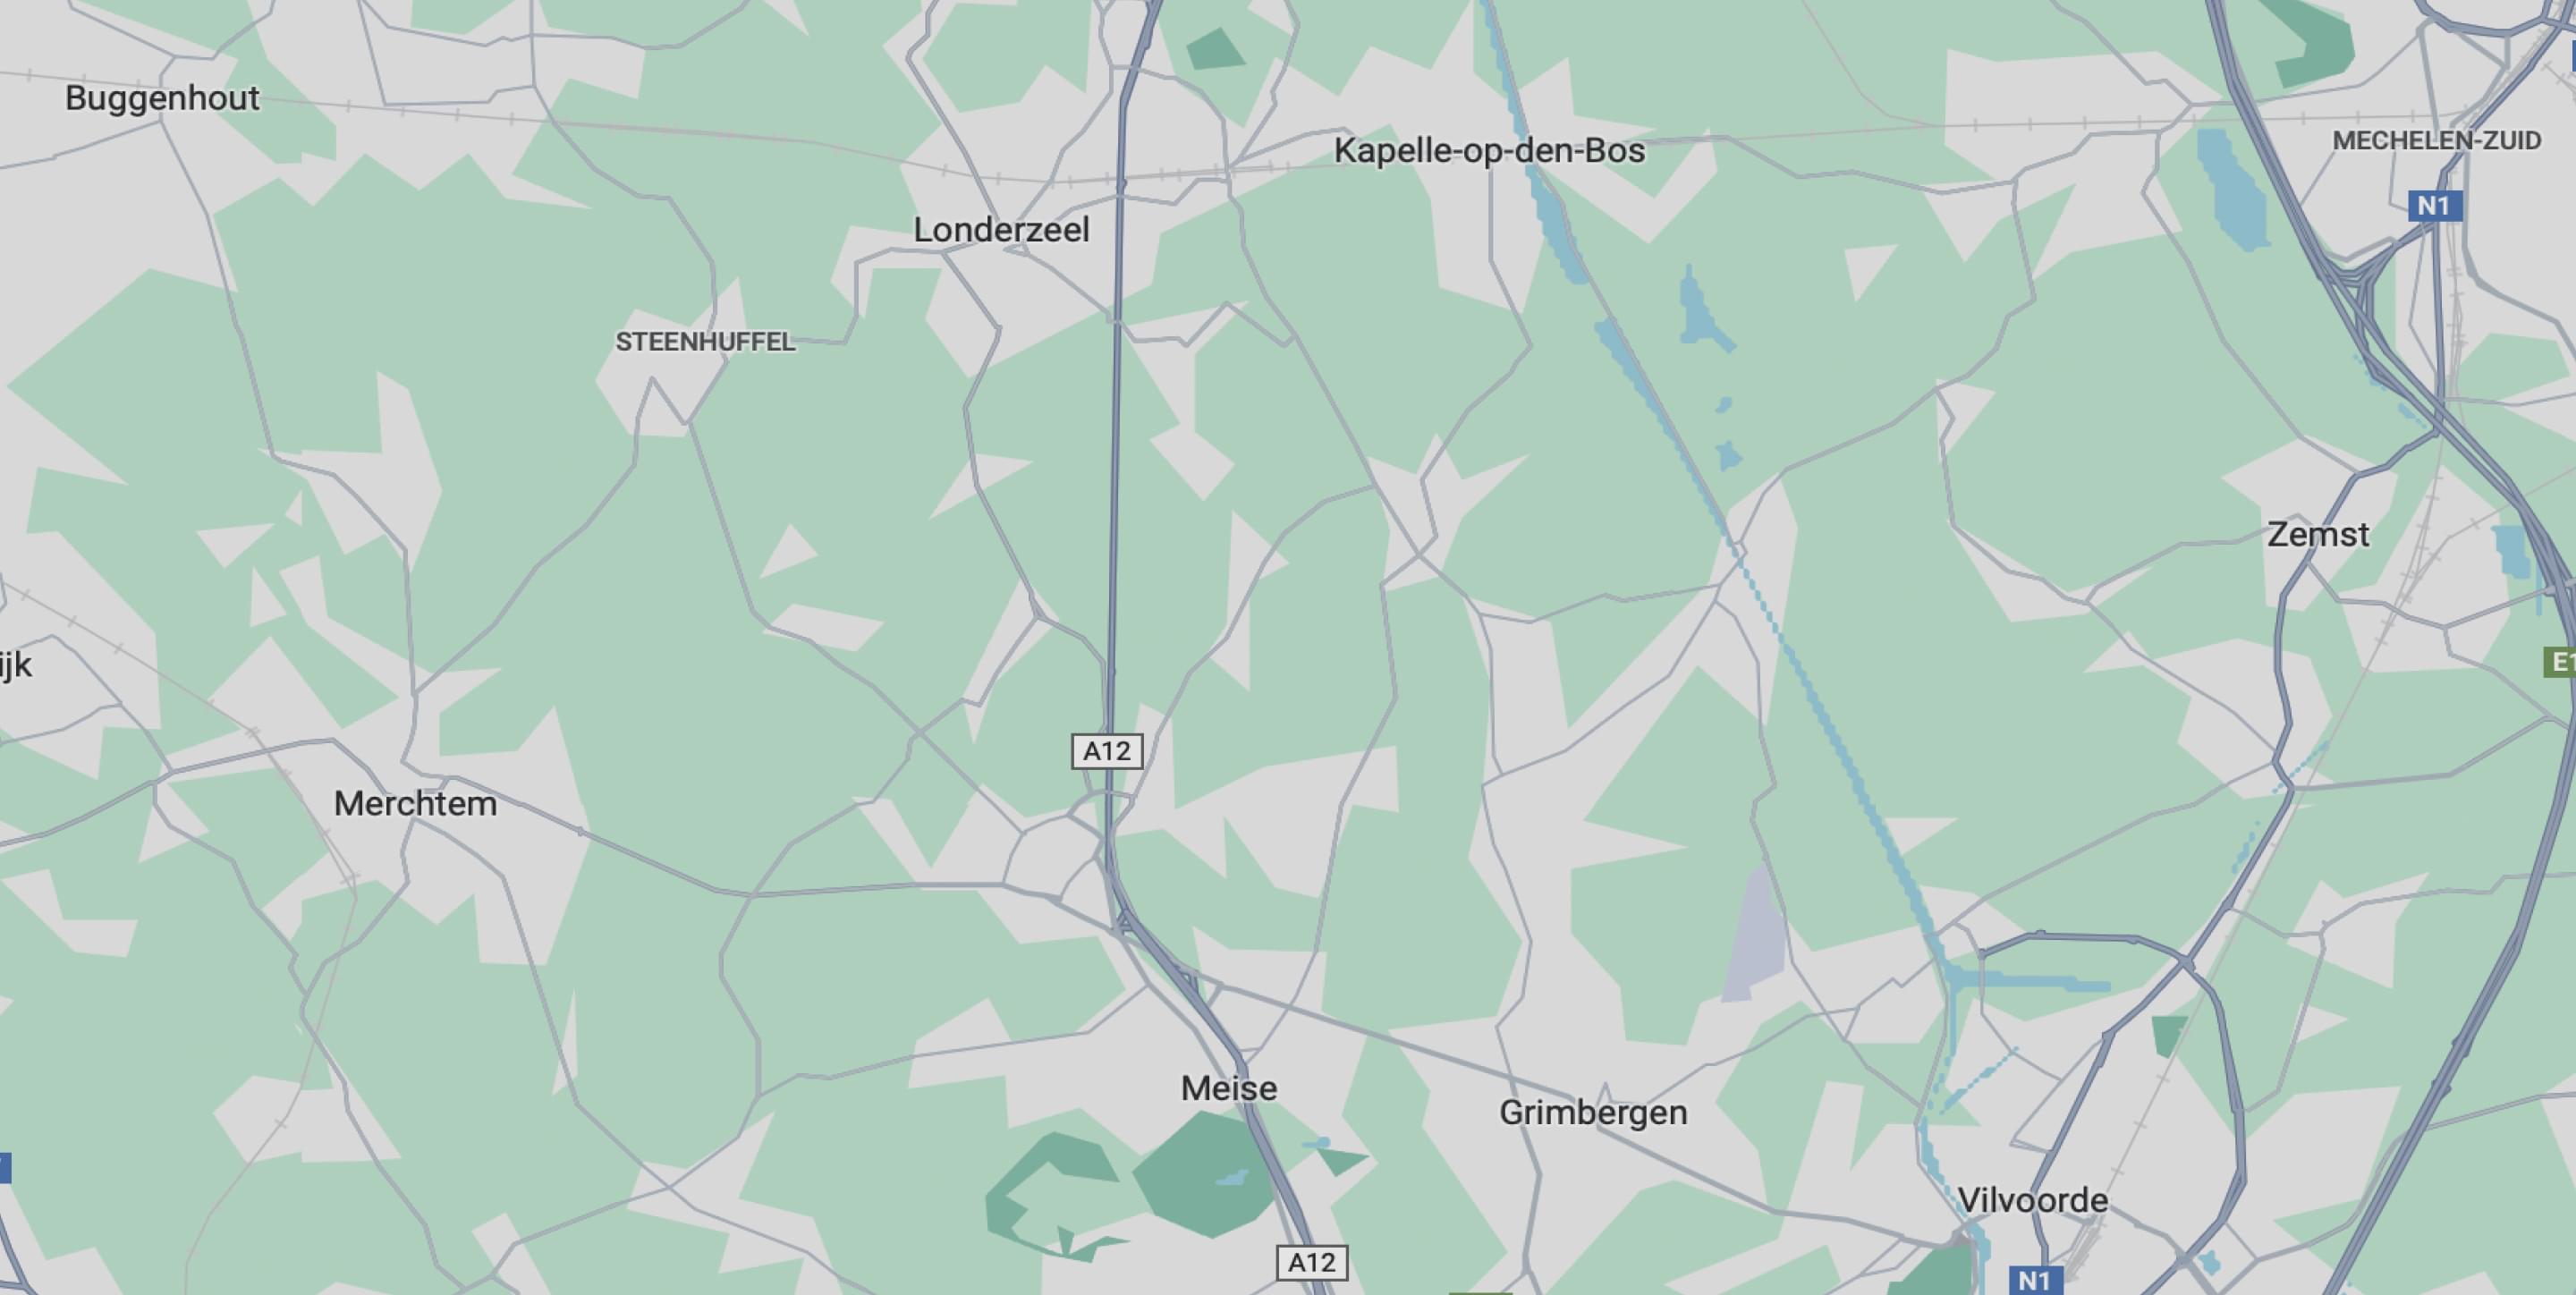 Buggenhout
Kapelle-op-den-Bos
MECHELEN-ZUID
N1
Londerzeel
STEENHUFFEL
Zemst
ijk
E1
A12
Merchtem
Meise
Grimbergen
Vilvoorde
A12
N1